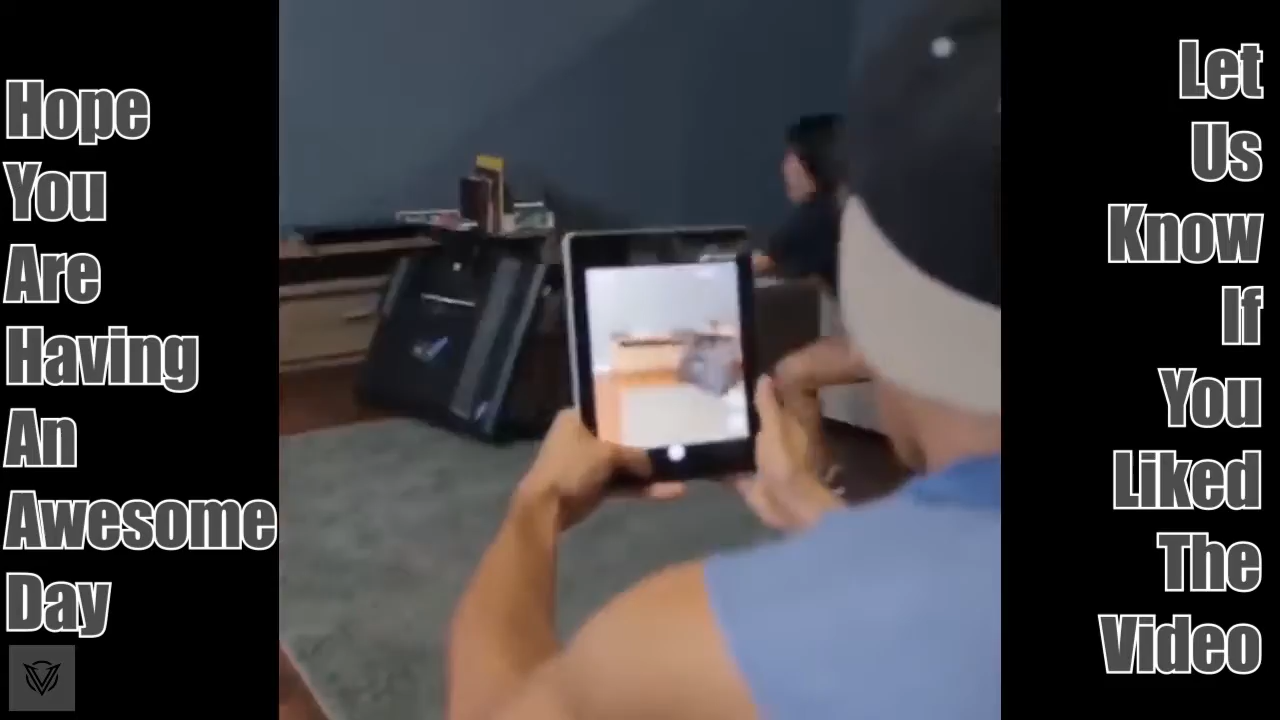 Hope
You
Are
Having
An
Awesome
Day
Let
Us
Know
If
You
Liked
The
Video